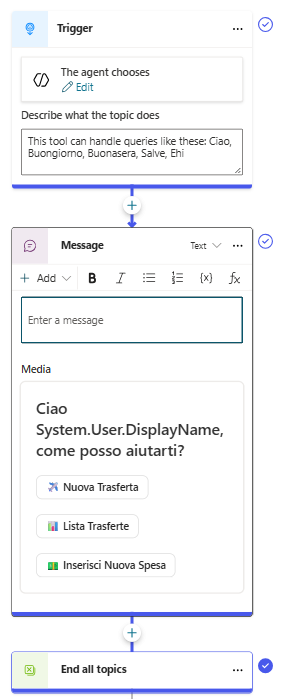 Trigger
The agent chooses
Edit
Describe what the topic does
This tool can handle queries like these: Ciao,
Buongiorno, Buonasera, Salve, Ehi
Message
Text
Add
B
I
{x}
fx
Enter a message
Media
Ciao
System.User.DisplayName,
come posso aiutarti?
Nuova Trasferta
Lista Trasferte
Inserisci Nuova Spesa
End all topics